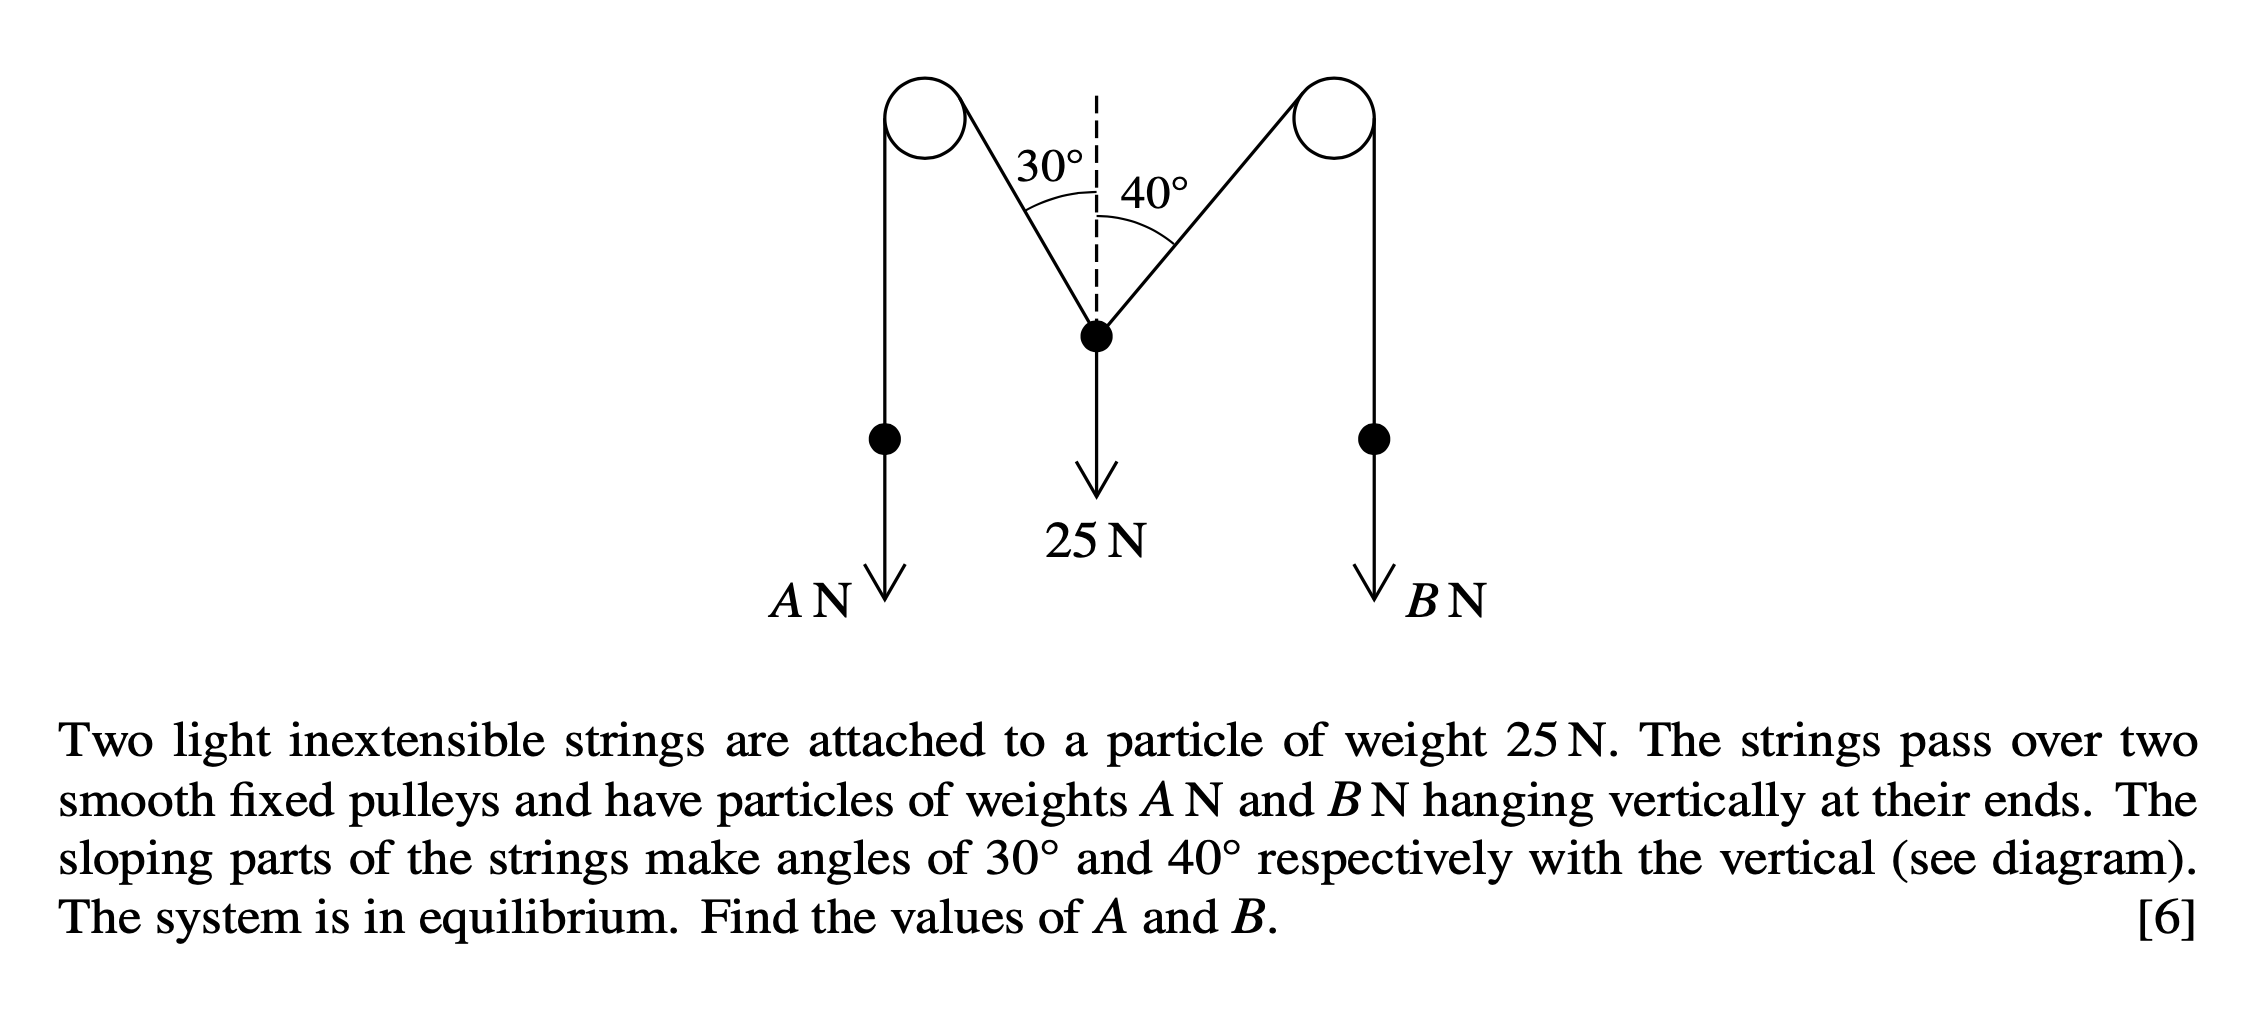 30° 40°
25 N
A N B N
Two light inextensible strings are attached to a particle of weight 25 N. The strings pass over two
smooth fixed pulleys and have particles of weights A N and B N hanging vertically at their ends. The
sloping parts of the strings make angles of 30° and 40° respectively with the vertical (see diagram).
The system is in equilibrium. Find the values of A and B. [6]